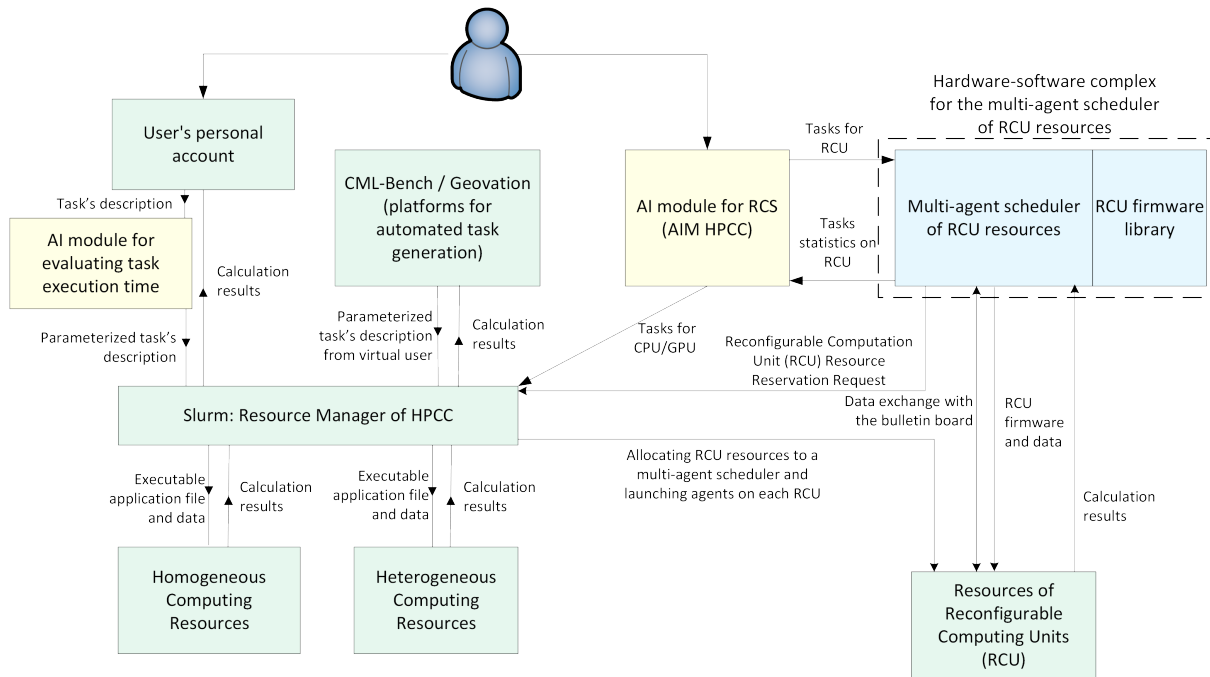 Hardware-software complex
for the multi-agent scheduler
of RCU resources
User's personal
account
Tasks for
RCU
CML-Bench / Geovation
(platforms for
automated task
generation)
AI module for RCS
(AIM HPCC)
Multi-agent scheduler
of RCU resources
RCU firmware
library
Task's description
AI module for
evaluating task
execution time
Tasks
statistics on
RCU
Calculation
results
Parameterized task's
description
Parameterized
task's description
from virtual user
Calculation
results
Tasks for
CPU/GPU
Reconfigurable Computation
Unit (RCU) Resource
Reservation Request
Slurm: Resource Manager of HPCC
Data exchange with
the bulletin board
RCU
firmware
and data
Executable
application file
and data
Calculation
results
Executable
application file
and data
Calculation
results
Allocating RCU resources to a
multi-agent scheduler and
launching agents on each RCU
Calculation
results
Homogeneous
Computing
Resources
Heterogeneous
Computing
Resources
Resources of
Reconfigurable
Computing Units
(RCU)